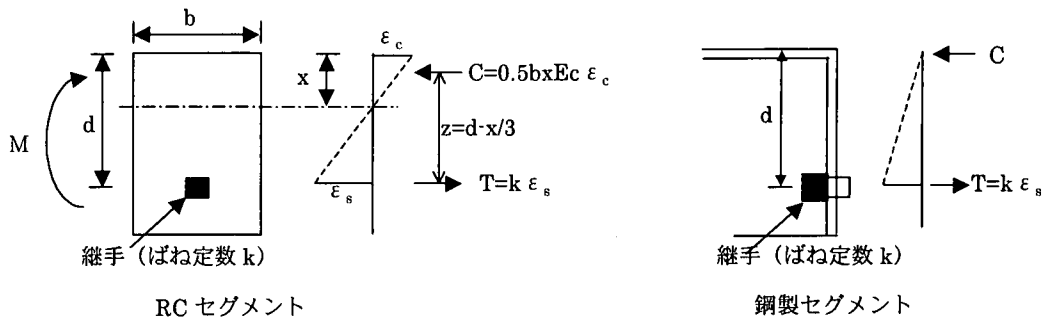 b
M
d
x
ε c
C=0.5bxEc ε c
z=d-x/3
ε s
T=k ε s
継手（ばね定数 k）
RC セグメント
d
C
T=k ε s
継手（ばね定数 k）
鋼製セグメント